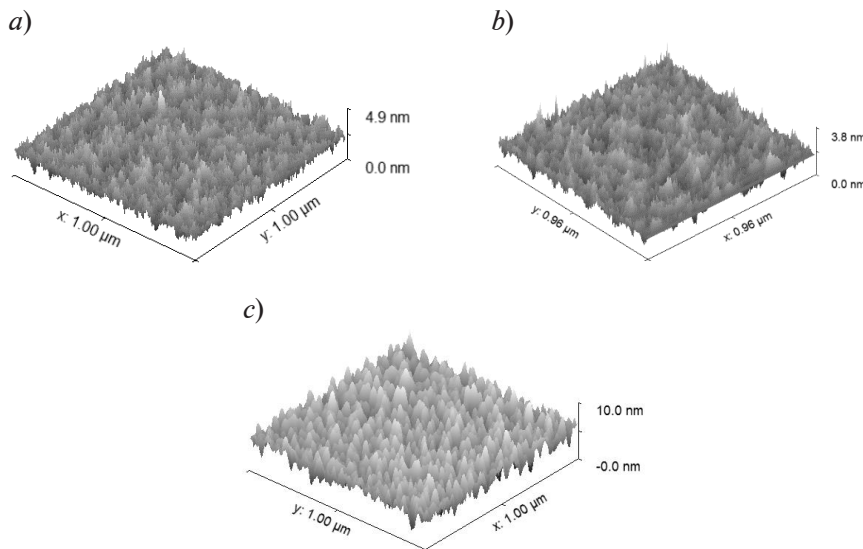 a)
4.9 nm
0.0 nm
x: 1.00 µm
y: 1.00 µm
b)
3.8 nm
0.0 nm
y: 0.96 µm
x: 0.96 µm
c)
10.0 nm
-0.0 nm
y: 1.00 µm
x: 1.00 µm